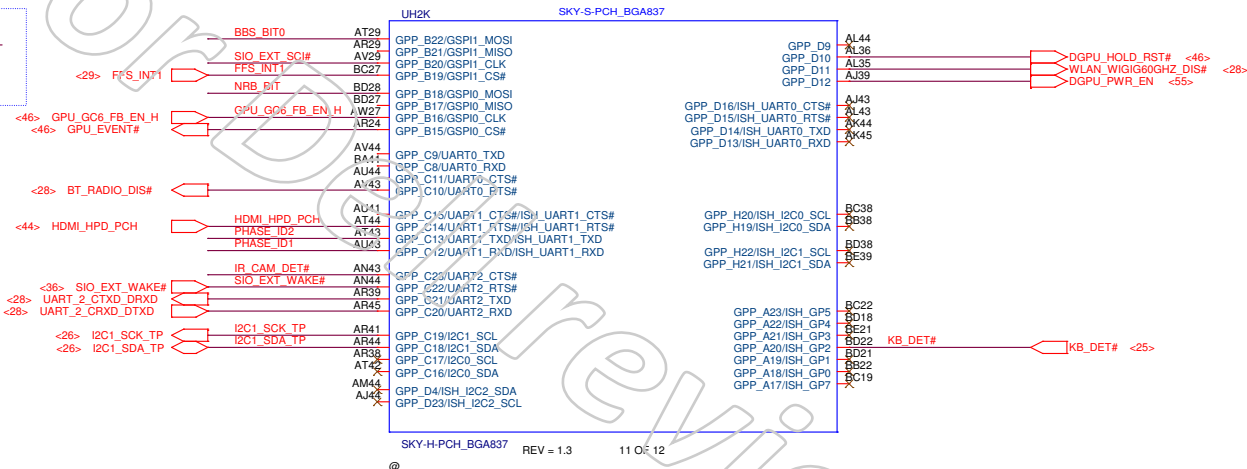 UH2K
SKY-S-PCH_BGA837
BBS_BIT0 AT29 GPP_B22/GSPI1_MOSI
AR29 GPP_B21/GSPI1_MISO
SIO_EXT_SCI# AV29 GPP_B20/GSPI1_CLK
<29> FFS_INT1 FFS_INT1 BC27 GPP_B19/GSPI1_CS#
NRB_BIT BD28 GPP_B18/GSPI0_MOSI
BD27 GPP_B17/GSPI0_MISO
<46> GPU_GC6_FB_EN_H GPU_GC6_FB_EN_H AW27 GPP_B16/GSPI0_CLK
<46> GPU_EVENT# AR24 GPP_B15/GSPI0_CS#
AV44 GPP_C9/UART0_TXD
BA41 GPP_C8/UART0_RXD
AU44 GPP_C11/UART0_CTS#
<28> BT_RADIO_DIS# AV43 GPP_C10/UART0_RTS#
AU41 GPP_C15/UART1_CTS#/ISH_UART1_CTS#
<44> HDMI_HPD_PCH HDMI_HPD_PCH AT44 GPP_C14/UART1_RTS#/ISH_UART1_RTS#
PHASE_ID2 AT43 GPP_C13/UART1_TXD/ISH_UART1_TXD
PHASE_ID1 AU43 GPP_C12/UART1_RXD/ISH_UART1_RXD
IR_CAM_DET# AN43 GPP_C23/UART2_CTS#
<36> SIO_EXT_WAKE# SIO_EXT_WAKE# AN44 GPP_C22/UART2_RTS#
<28> UART_2_CTXD_DRXD AR39 GPP_C21/UART2_TXD
<28> UART_2_CRXD_DTXD AR45 GPP_C20/UART2_RXD
<26> I2C1_SCK_TP I2C1_SCK_TP AR41 GPP_C19/I2C1_SCL
<26> I2C1_SDA_TP I2C1_SDA_TP AR44 GPP_C18/I2C1_SDA
AR38 GPP_C17/I2C0_SCL
AT42 GPP_C16/I2C0_SDA
AM44 GPP_D4/ISH_I2C2_SDA
AJ44 GPP_D23/ISH_I2C2_SCL
GPP_D9 AL44
GPP_D10 AL36 DGPU_HOLD_RST# <46>
GPP_D11 AL35 WLAN_WIGIG60GHZ_DIS# <28>
GPP_D12 AJ39 DGPU_PWR_EN <55>
GPP_D16/ISH_UART0_CTS# AJ43
GPP_D15/ISH_UART0_RTS# AL43
GPP_D14/ISH_UART0_TXD AK44
GPP_D13/ISH_UART0_RXD AK45
GPP_H20/ISH_I2C0_SCL BC38
GPP_H19/ISH_I2C0_SDA BB38
GPP_H22/ISH_I2C1_SCL BD38
GPP_H21/ISH_I2C1_SDA BE39
GPP_A23/ISH_GP5 BC22
GPP_A22/ISH_GP4 BD18
GPP_A21/ISH_GP3 BE21
GPP_A20/ISH_GP2 BD22 KB_DET# KB_DET# <25>
GPP_A19/ISH_GP1 BD21
GPP_A18/ISH_GP0 BB22
GPP_A17/ISH_GP7 BC19
SKY-H-PCH_BGA837
REV = 1.3
11 OF 12
@
or Dell revi